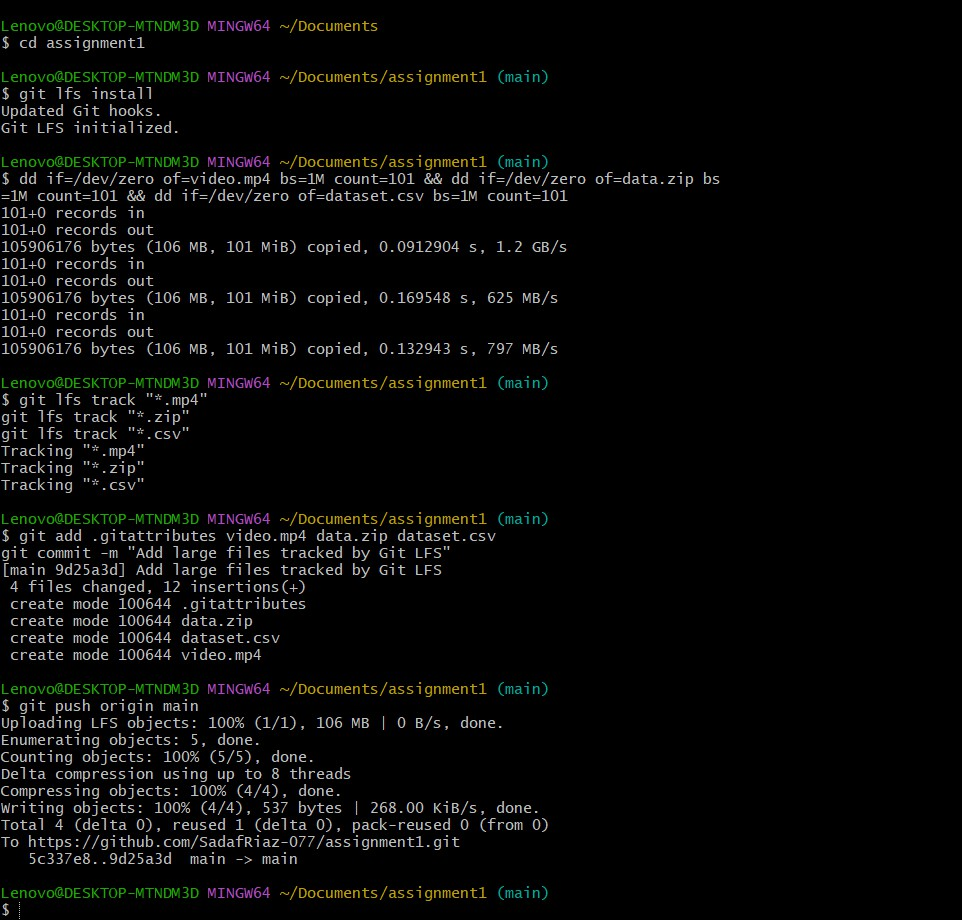 Lenovo@DESKTOP-MTNDM3D MINGW64 ~/Documents
$ cd assignment1
Lenovo@DESKTOP-MTNDM3D MINGW64 ~/Documents/assignment1 (main)
$ git lfs install
Updated Git hooks.
Git LFS initialized.
Lenovo@DESKTOP-MTNDM3D MINGW64 ~/Documents/assignment1 (main)
$ dd if=/dev/zero of=video.mp4 bs=1M count=101 && dd if=/dev/zero of=data.zip bs
=1M count=101 && dd if=/dev/zero of=dataset.csv bs=1M count=101
101+0 records in
101+0 records out
105906176 bytes (106 MB, 101 MiB) copied, 0.0912904 s, 1.2 GB/s
101+0 records in
101+0 records out
105906176 bytes (106 MB, 101 MiB) copied, 0.169548 s, 625 MB/s
101+0 records in
101+0 records out
105906176 bytes (106 MB, 101 MiB) copied, 0.132943 s, 797 MB/s
Lenovo@DESKTOP-MTNDM3D MINGW64 ~/Documents/assignment1 (main)
$ git lfs track "*.mp4"
git lfs track "*.zip"
git lfs track "*.csv"
Tracking "*.mp4"
Tracking "*.zip"
Tracking "*.csv"
Lenovo@DESKTOP-MTNDM3D MINGW64 ~/Documents/assignment1 (main)
$ git add .gitattributes video.mp4 data.zip dataset.csv
git commit -m "Add large files tracked by Git LFS"
[main 9d25a3d] Add large files tracked by Git LFS
 4 files changed, 12 insertions(+)
 create mode 100644 .gitattributes
 create mode 100644 data.zip
 create mode 100644 dataset.csv
 create mode 100644 video.mp4
Lenovo@DESKTOP-MTNDM3D MINGW64 ~/Documents/assignment1 (main)
$ git push origin main
Uploading LFS objects: 100% (1/1), 106 MB | 0 B/s, done.
Enumerating objects: 5, done.
Counting objects: 100% (5/5), done.
Delta compression using up to 8 threads
Compressing objects: 100% (4/4), done.
Writing objects: 100% (4/4), 537 bytes | 268.00 KiB/s, done.
Total 4 (delta 0), reused 1 (delta 0), pack-reused 0 (from 0)
To https://github.com/SadafRiaz-077/assignment1.git
   5c337e8..9d25a3d  main -> main
Lenovo@DESKTOP-MTNDM3D MINGW64 ~/Documents/assignment1 (main)
$